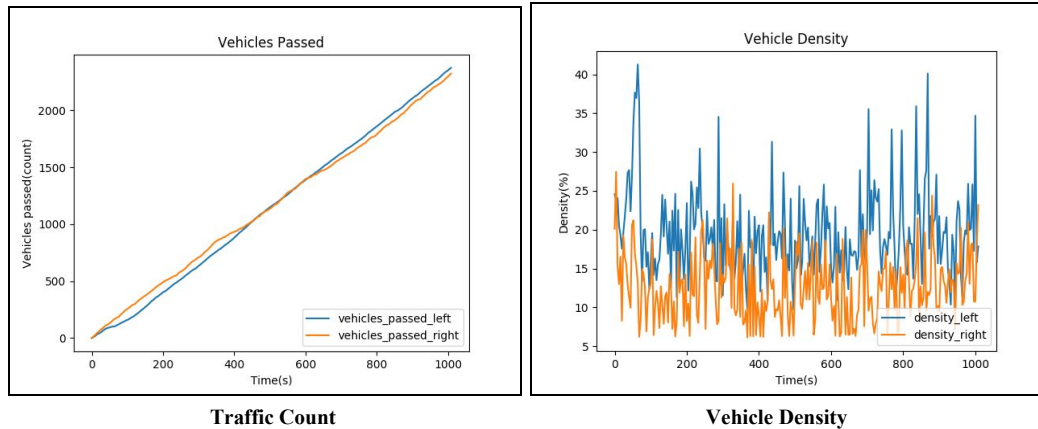 Vehicles Passed
Vehicles passed(count)
2000
1500
1000
500
0
0 200 400 600 800 1000
Time(s)
vehicles_passed_left
vehicles_passed_right
Traffic Count
Vehicle Density
Density(%)
40
35
30
25
20
15
10
5
0 200 400 600 800 1000
Time(s)
density_left
density_right
Vehicle Density